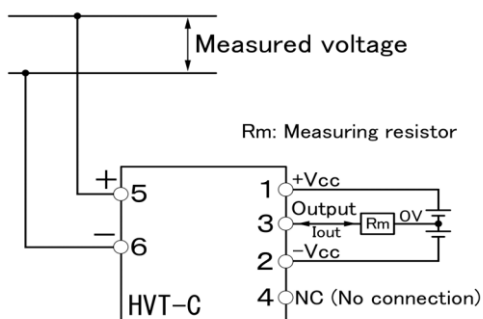 Measured voltage
Rm: Measuring resistor
+
5
−
6
HVT-C
1
+Vcc
3
Output
Iout
Rm
0V
2
−Vcc
4
NC (No connection)